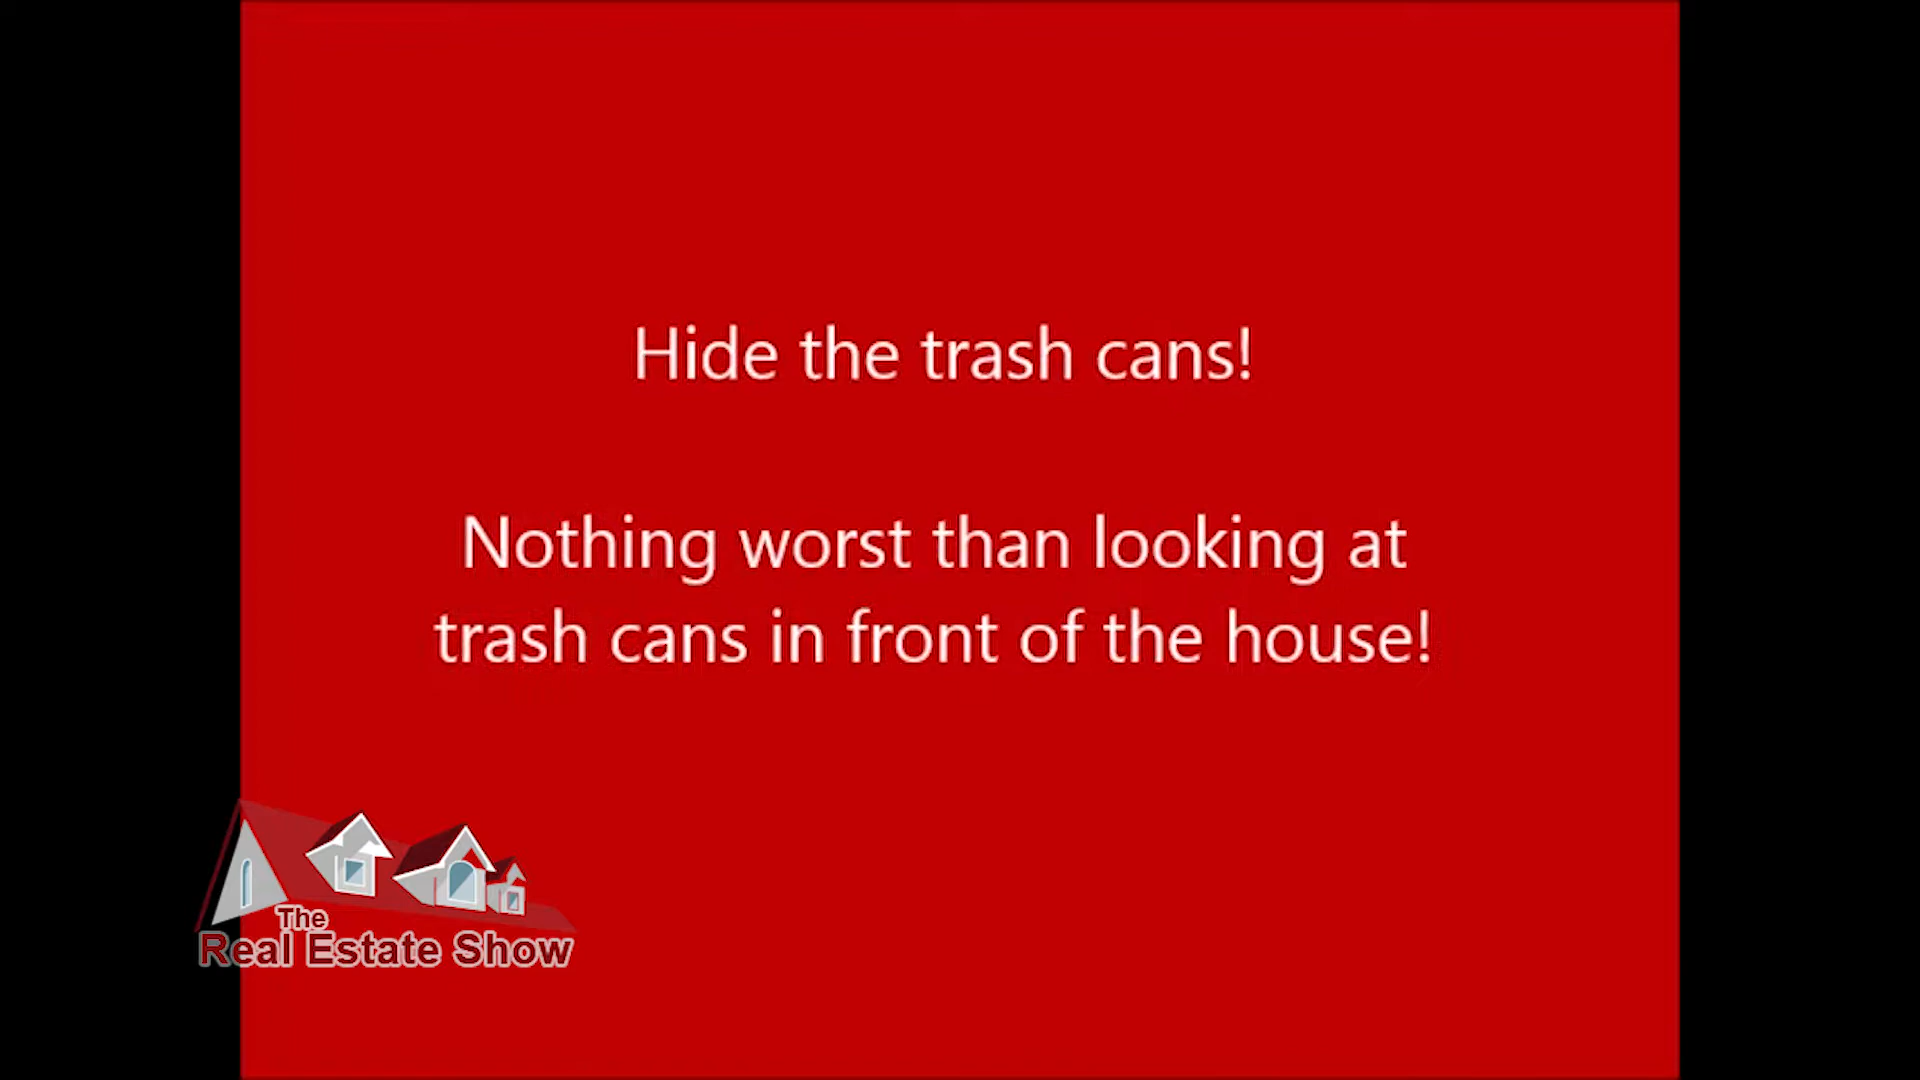 Hide the trash cans!
Nothing worst than looking at
trash cans in front of the house!
The
Real Estate Show